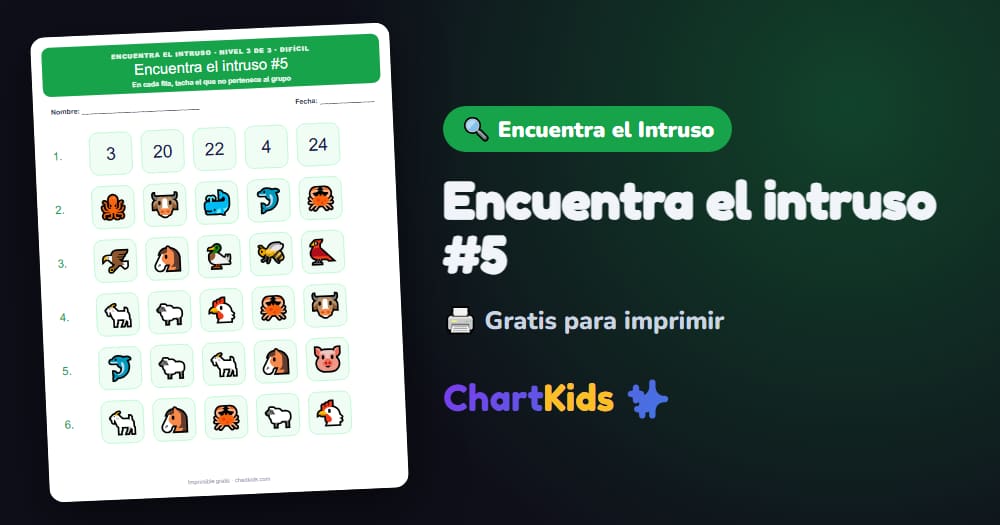 ENCUENTRA EL INTRUSO · NIVEL 3 DE 3 · DIFÍCIL
Encuentra el intruso #5
En cada fila, tacha el que no pertenece al grupo
Nombre: ____________ Fecha: ____________
1. 3 20 22 4 24
2.
3.
4.
5.
6.
Imprimible gratis · chartkids.com
Encuentra el Intruso
Encuentra el intruso
#5
Gratis para imprimir
ChartKids